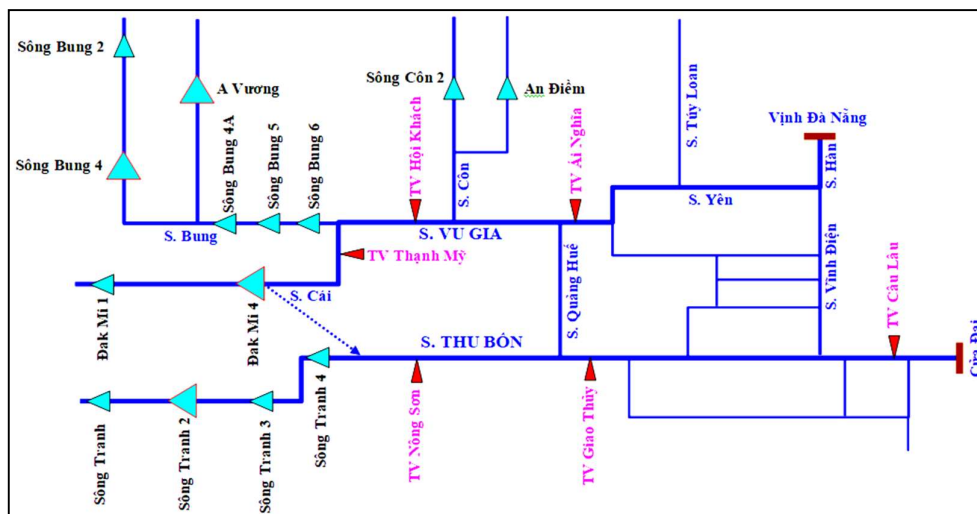 Sông Bung 2
A Vương
Sông Côn 2
An Điềm
Vịnh Đà Nẵng
Sông Bung 4
Sông Bung 4A
Sông Bung 5
Sông Bung 6
TV Hội Khách
S. Côn
TV Ái Nghĩa
S. Túy Loan
S. Hàn
S. Yên
S. Bung
S. VU GIA
TV Thạnh Mỹ
S. Cái
Đak Mi 1
Đak Mi 4
S. Quảng Huế
S. Vĩnh Điện
TV Câu Lâu
S. THU BỒN
Cửa Đại
Sông Tranh
Sông Tranh 2
Sông Tranh 3
Sông Tranh 4
TV Nông Sơn
TV Giao Thủy